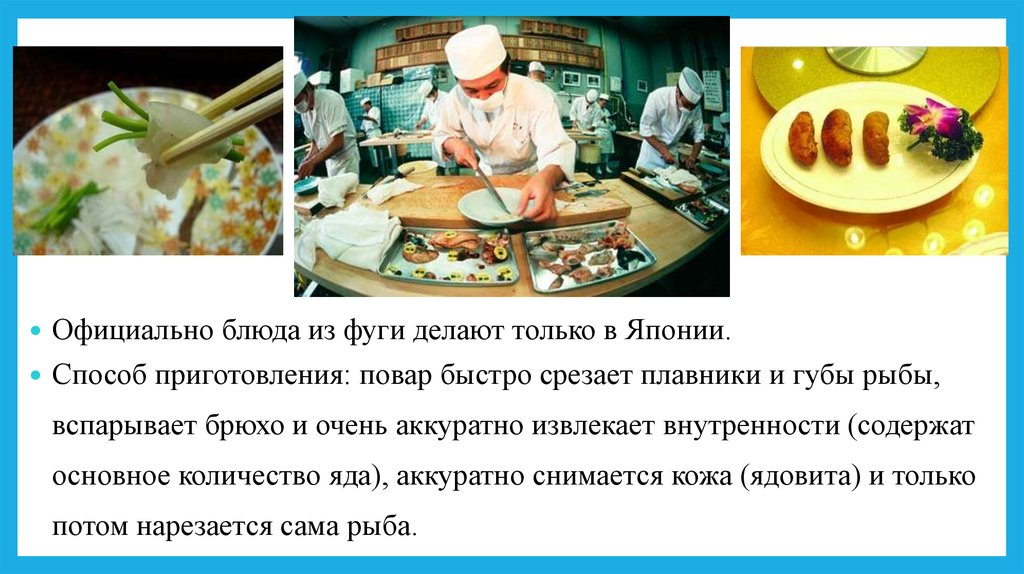 • Официально блюда из фуги делают только в Японии.
• Способ приготовления: повар быстро срезает плавники и губы рыбы,
вспарывает брюхо и очень аккуратно извлекает внутренности (содержат
основное количество яда), аккуратно снимается кожа (ядовита) и только
потом нарезается сама рыба.